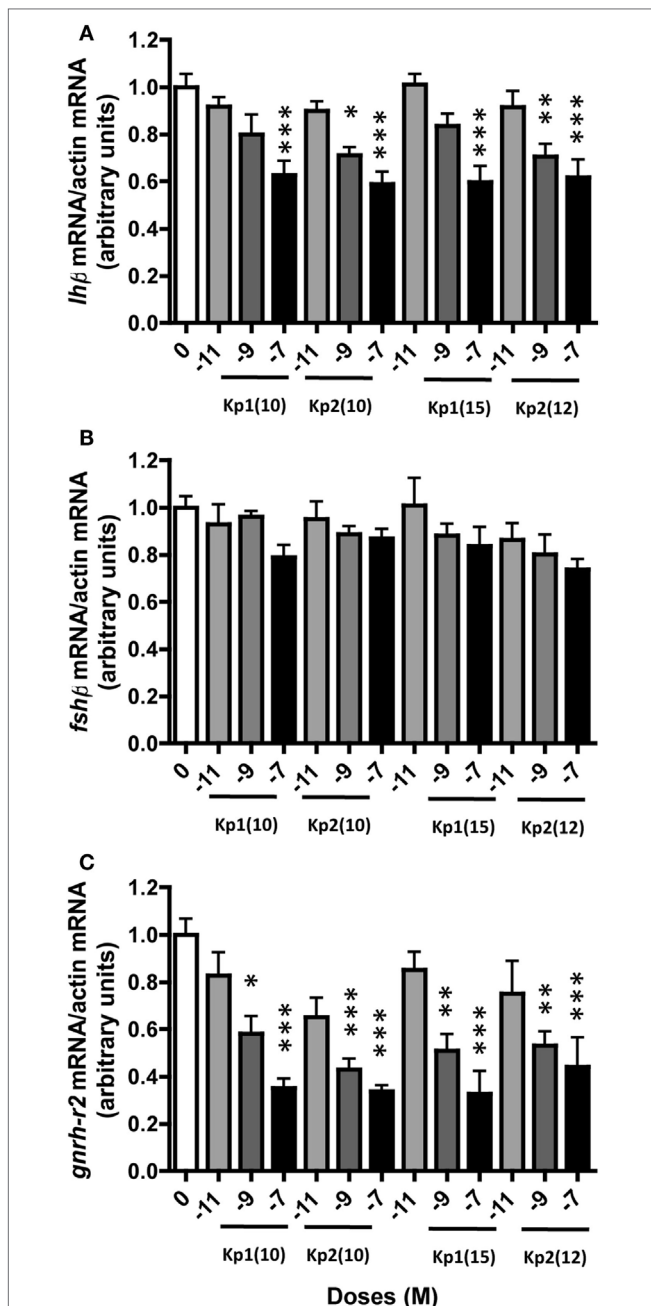 A
lhβ mRNA/actin mRNA
(arbitrary units)
1.2
1.0
0.8
0.6
0.4
0.2
0.0
*** * *** *** ** ***
0 -11 -9 -7 -11 -9 -7 -11 -9 -7 -11 -9 -7
Kp1(10) Kp2(10) Kp1(15) Kp2(12)
B
fshβ mRNA/actin mRNA
(arbitrary units)
1.2
1.0
0.8
0.6
0.4
0.2
0.0
0 -11 -9 -7 -11 -9 -7 -11 -9 -7 -11 -9 -7
Kp1(10) Kp2(10) Kp1(15) Kp2(12)
C
gnrh-r2 mRNA/actin mRNA
(arbitrary units)
1.2
1.0
0.8
0.6
0.4
0.2
0.0
* *** *** *** ** *** ** ***
0 -11 -9 -7 -11 -9 -7 -11 -9 -7 -11 -9 -7
Kp1(10) Kp2(10) Kp1(15) Kp2(12)
Doses (M)